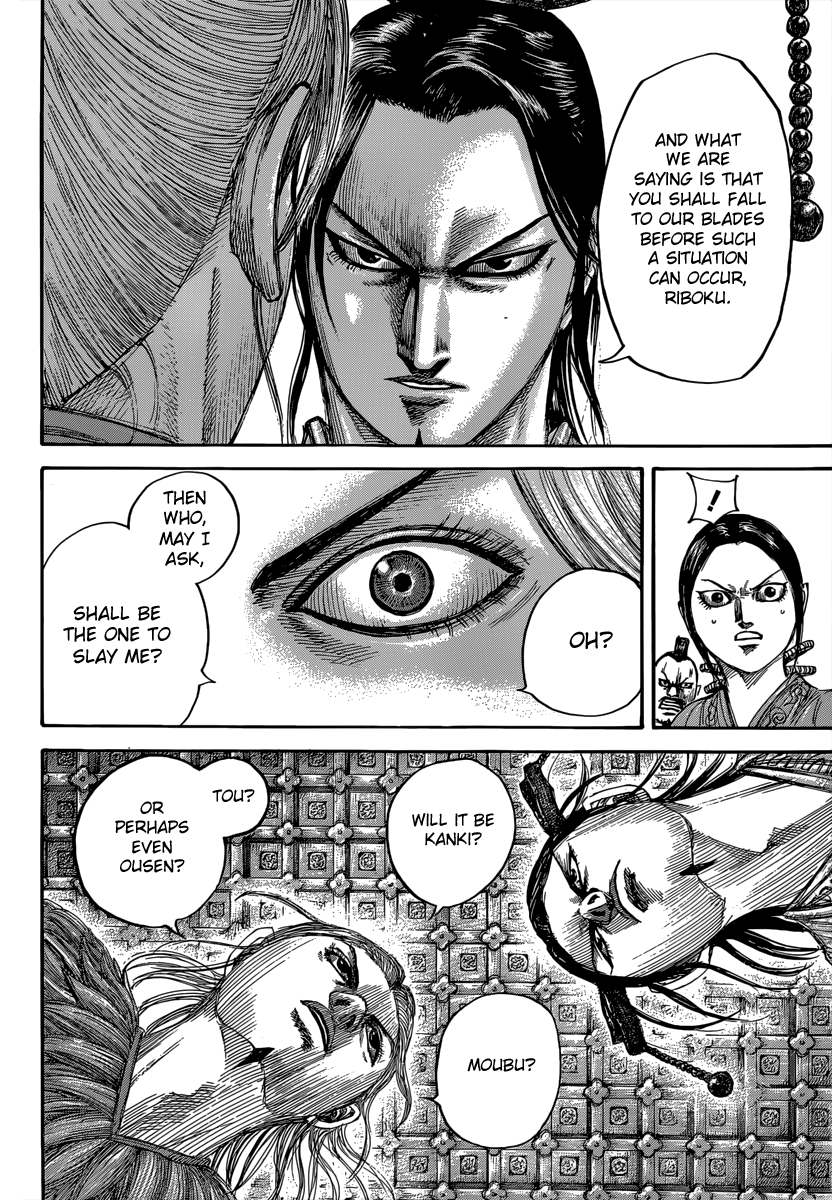 AND WHAT
WE ARE
SAYING IS THAT
YOU SHALL FALL
TO OUR BLADES
BEFORE SUCH
A SITUATION
CAN OCCUR,
RIBOKU.
!
OH?
THEN
WHO,
MAY I
ASK,
SHALL BE
THE ONE TO
SLAY ME?
WILL IT BE
KANKI?
MOUBU?
TOU?
OR
PERHAPS
EVEN
OUSEN?